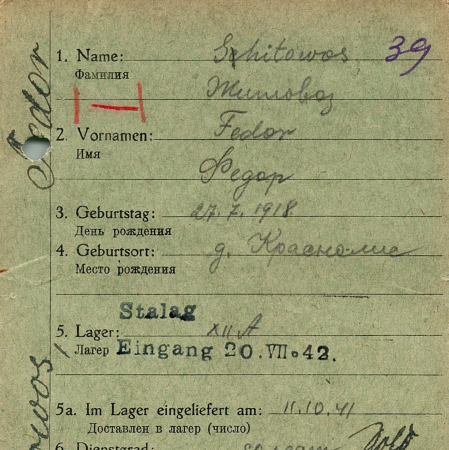 39
1. Name: Schitowos
Фамилия
Житовоз
2. Vornamen: Fedor
Имя
Федор
3. Geburtstag: 27.7.1918
День рождения
4. Geburtsort: д.
Место рождения
Stalag
5. Lager: XII A
Лагерь Eingang 20.VII.42.
5a. Im Lager eingeliefert am: 11.10.41
Доставлен в лагерь (число)
6. Dienstgrad:
Fedor